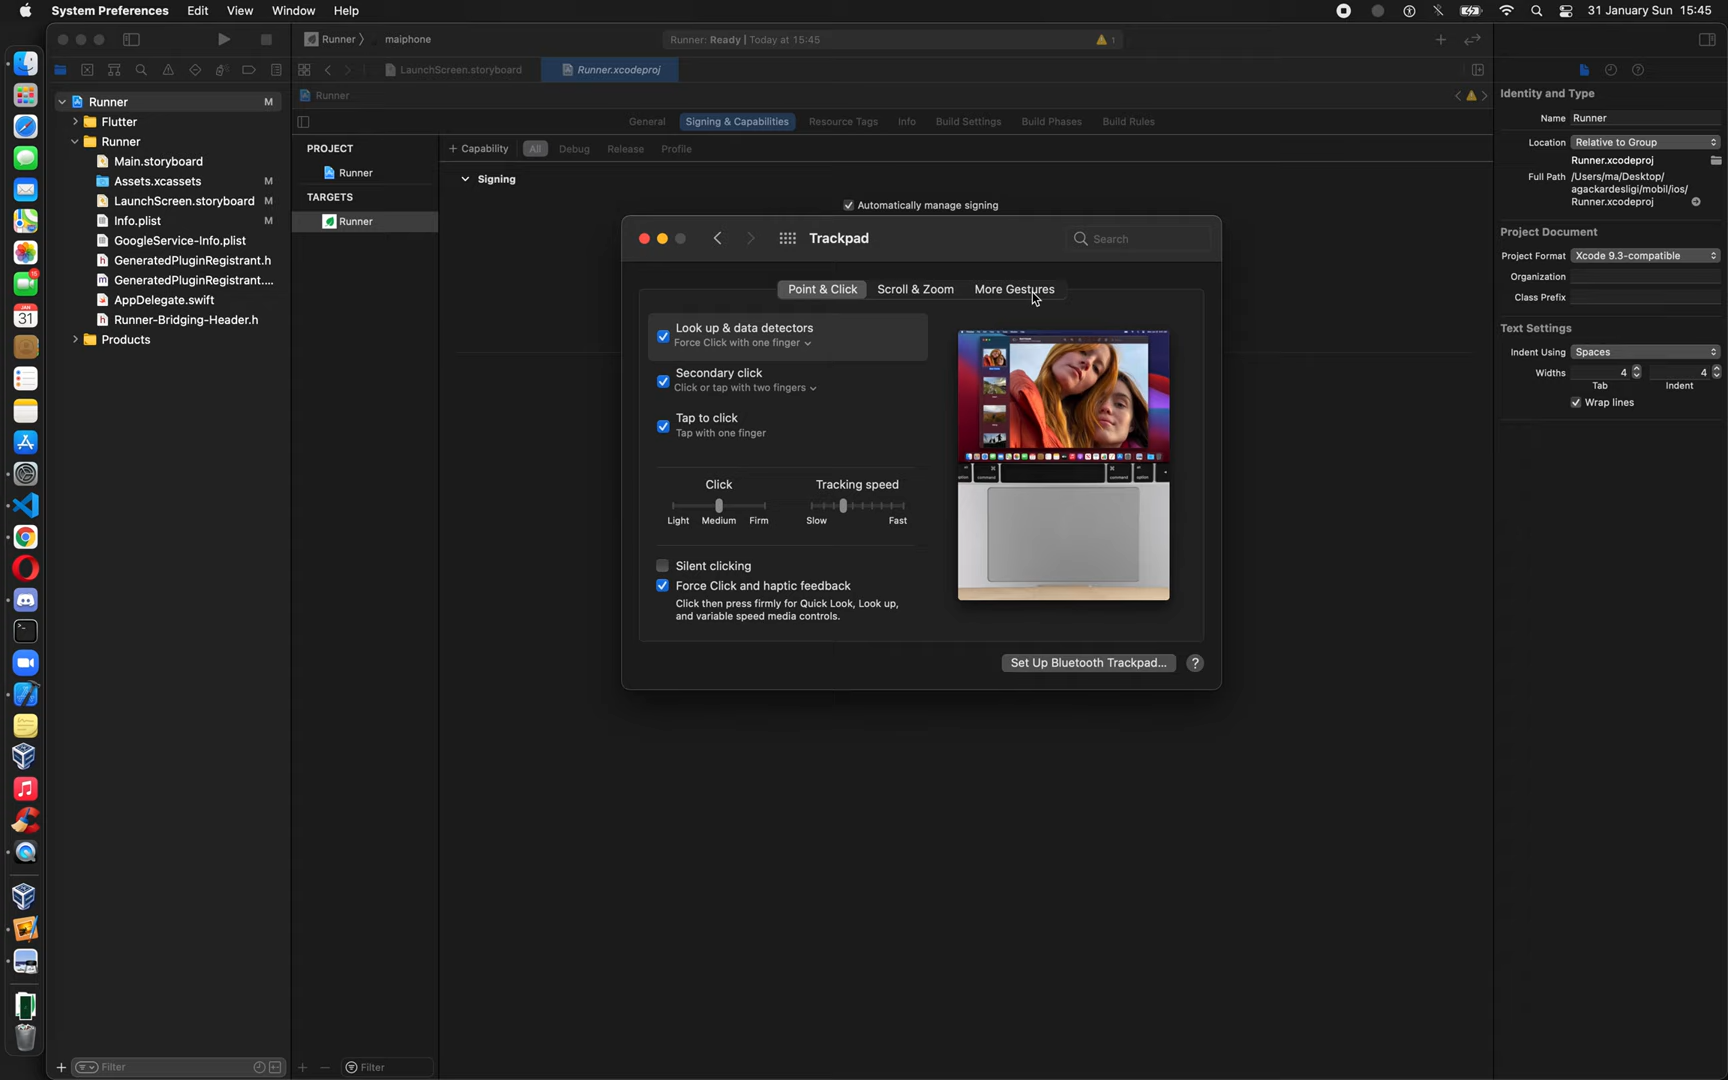 System Preferences Edit View Window Help
31 January Sun 15:45
Runner 〉 maiphone
Runner: Ready | Today at 15:45
1
LaunchScreen.storyboard
Runner.xcodeproj
Runner M
Flutter
Runner
Main.storyboard
Assets.xcassets M
LaunchScreen.storyboard M
Info.plist M
GoogleService-Info.plist
GeneratedPluginRegistrant.h
GeneratedPluginRegistrant....
AppDelegate.swift
Runner-Bridging-Header.h
Products
Filter
Runner
General Signing & Capabilities Resource Tags Info Build Settings Build Phases Build Rules
PROJECT
Runner
TARGETS
Runner
Filter
+ Capability All Debug Release Profile
Signing
Automatically manage signing
Trackpad
Search
Point & Click Scroll & Zoom More Gestures
Look up & data detectors
Force Click with one finger
Secondary click
Click or tap with two fingers
Tap to click
Tap with one finger
Click
Light Medium Firm
Tracking speed
Slow Fast
Silent clicking
Force Click and haptic feedback
Click then press firmly for Quick Look, Look up,
and variable speed media controls.
Set Up Bluetooth Trackpad...
?
Identity and Type
Name Runner
Location Relative to Group
Runner.xcodeproj
Full Path /Users/ma/Desktop/
agackardesligi/mobil/ios/
Runner.xcodeproj
Project Document
Project Format Xcode 9.3-compatible
Organization
Class Prefix
Text Settings
Indent Using Spaces
Widths 4 4
Tab Indent
Wrap lines
JAN
31
15